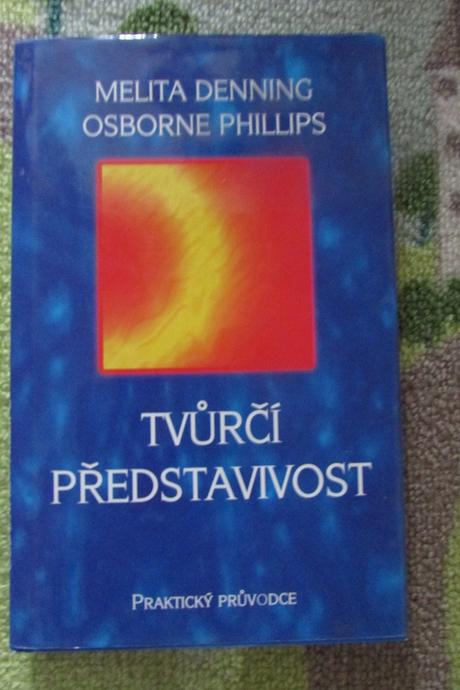 MELITA DENNING
OSBORNE PHILLIPS
TVŮRČÍ
PŘEDSTAVIVOST
PRAKTICKÝ PRŮVODCE